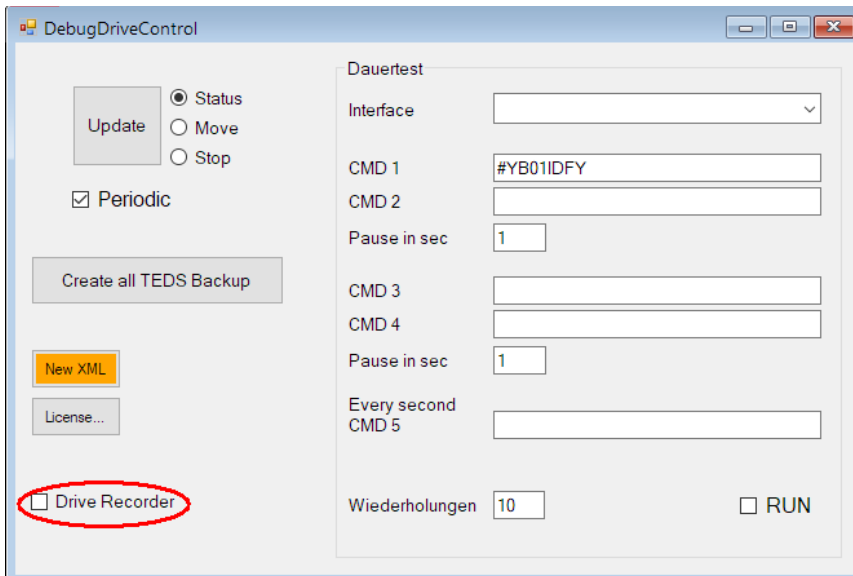 DebugDriveControl
Update
Status
Move
Stop
Periodic
Create all TEDS Backup
New XML
License...
Drive Recorder
Dauertest
Interface
CMD 1 #YB01IDFY
CMD 2
Pause in sec 1
CMD 3
CMD 4
Pause in sec 1
Every second
CMD 5
Wiederholungen 10 RUN